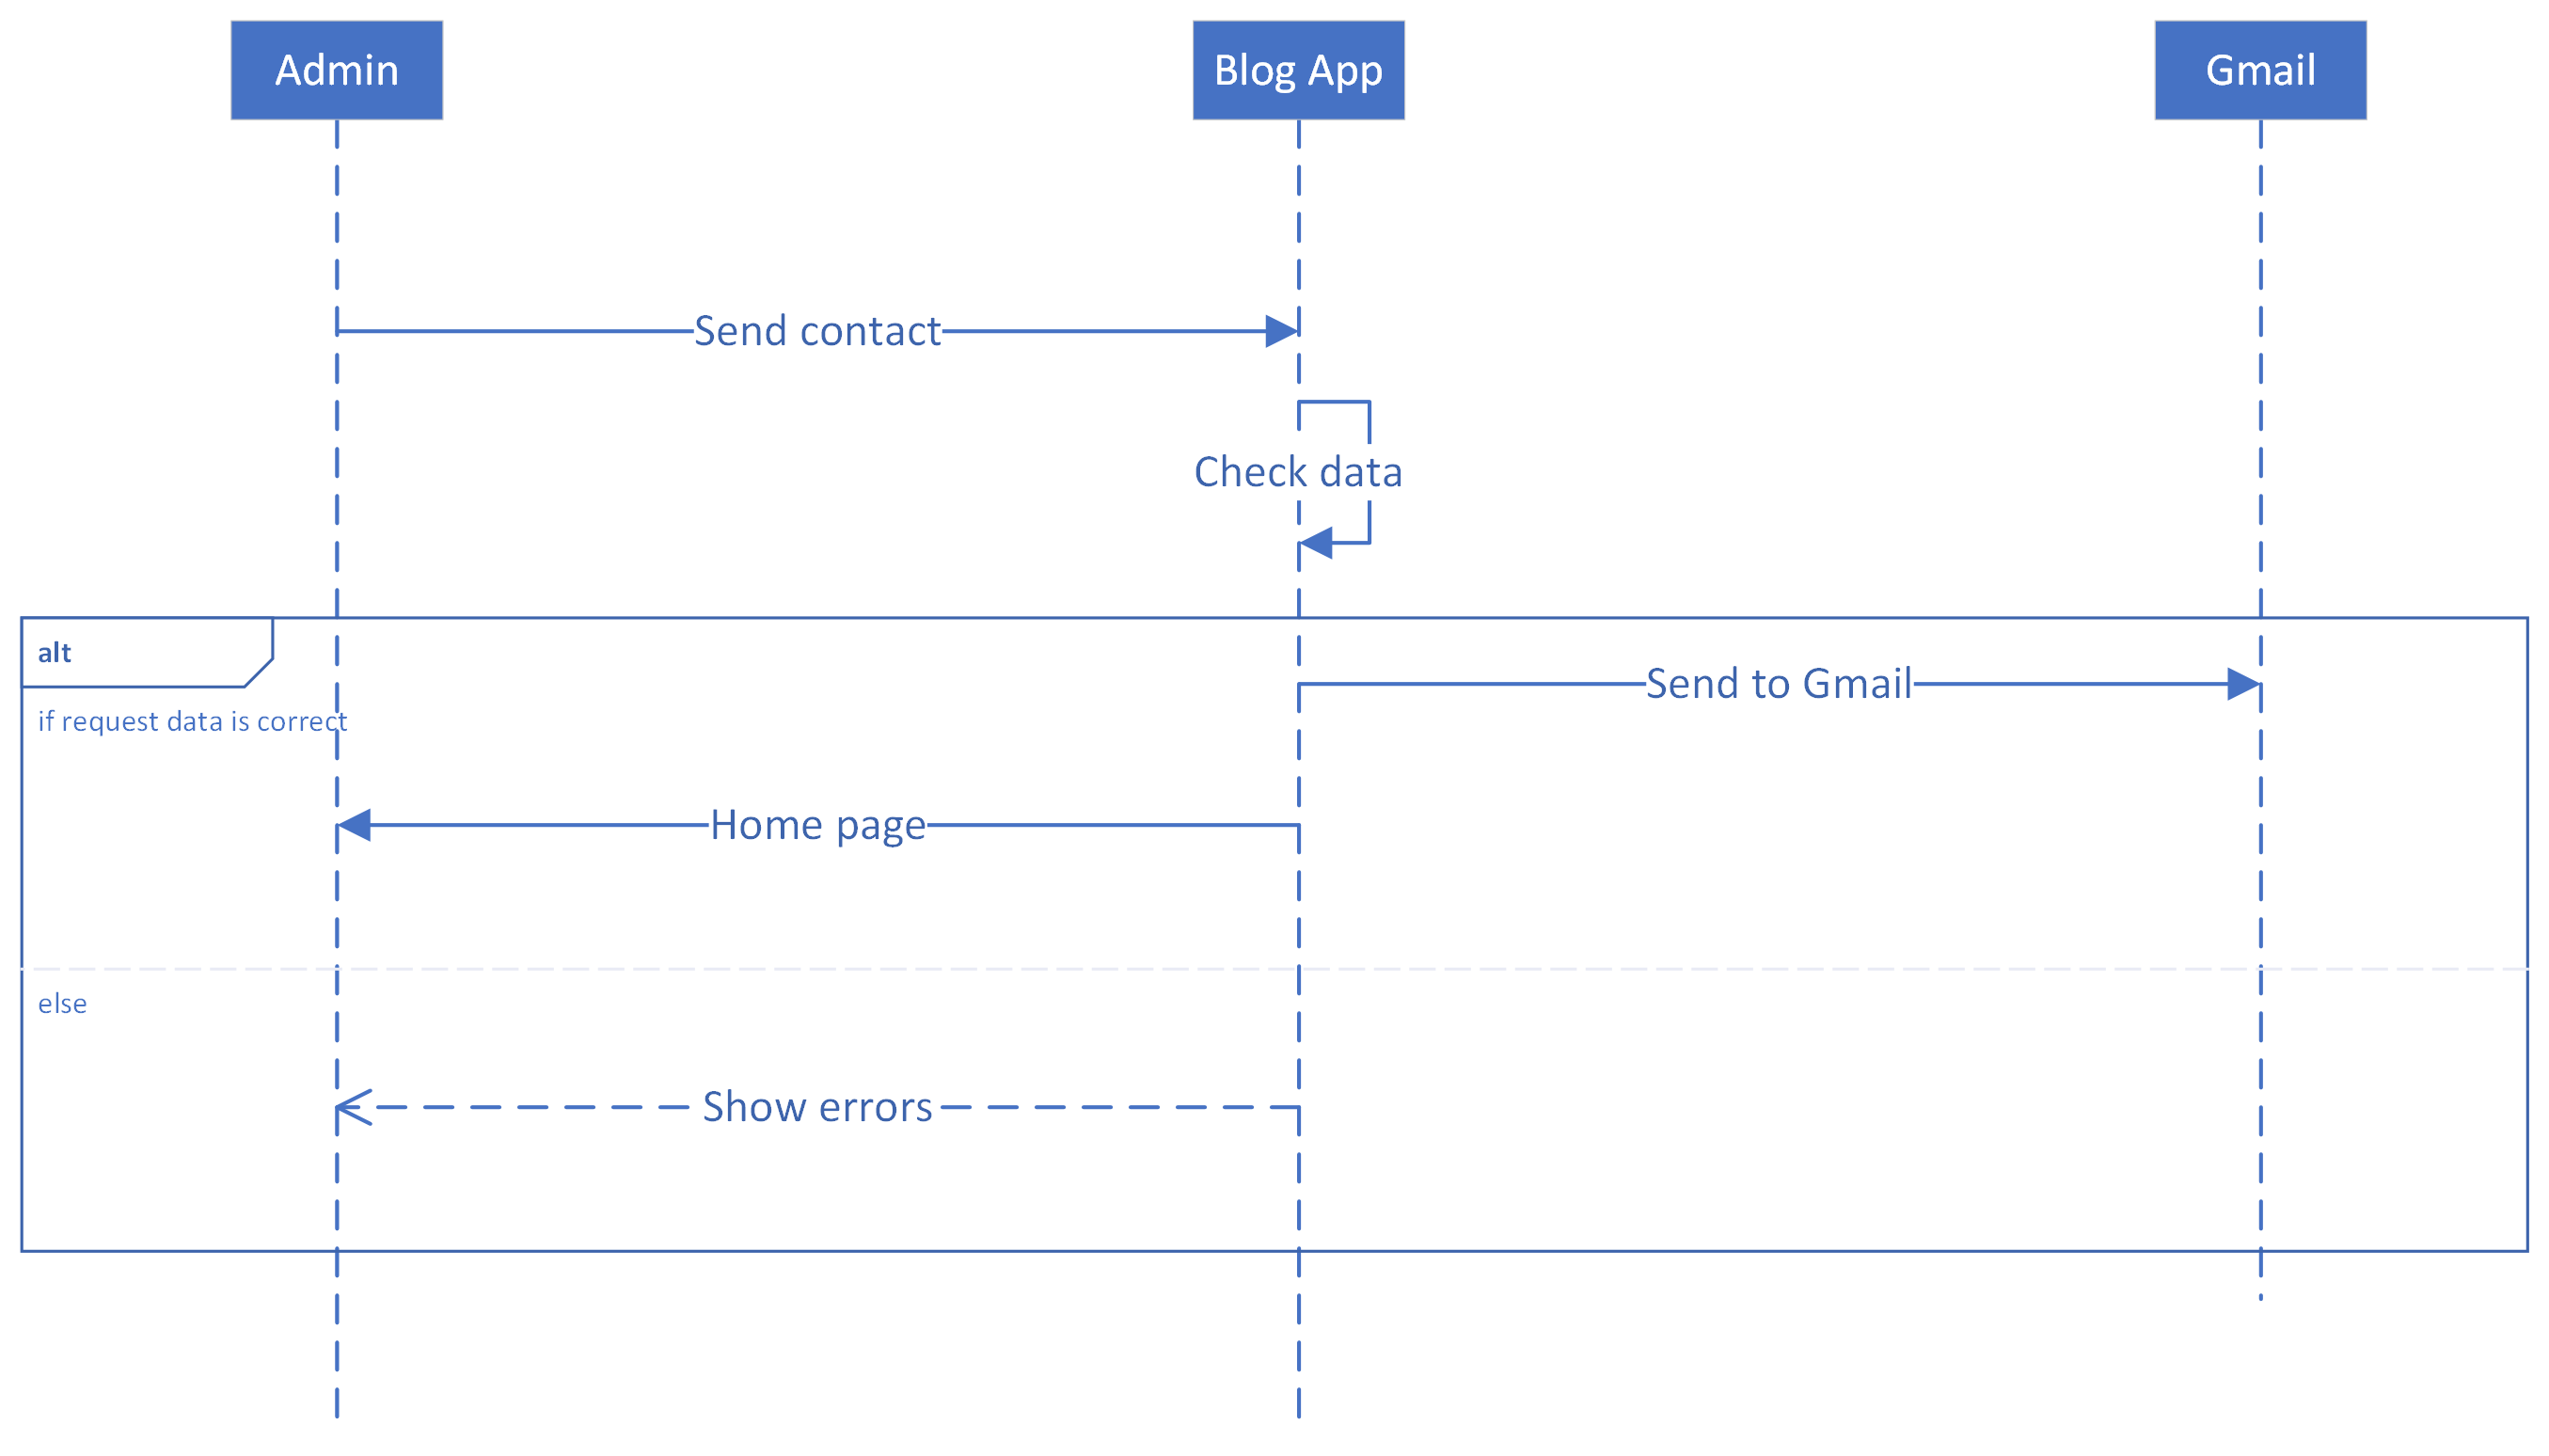 Admin
Blog App
Gmail
Send contact
Check data
alt
Send to Gmail
if request data is correct
Home page
else
Show errors